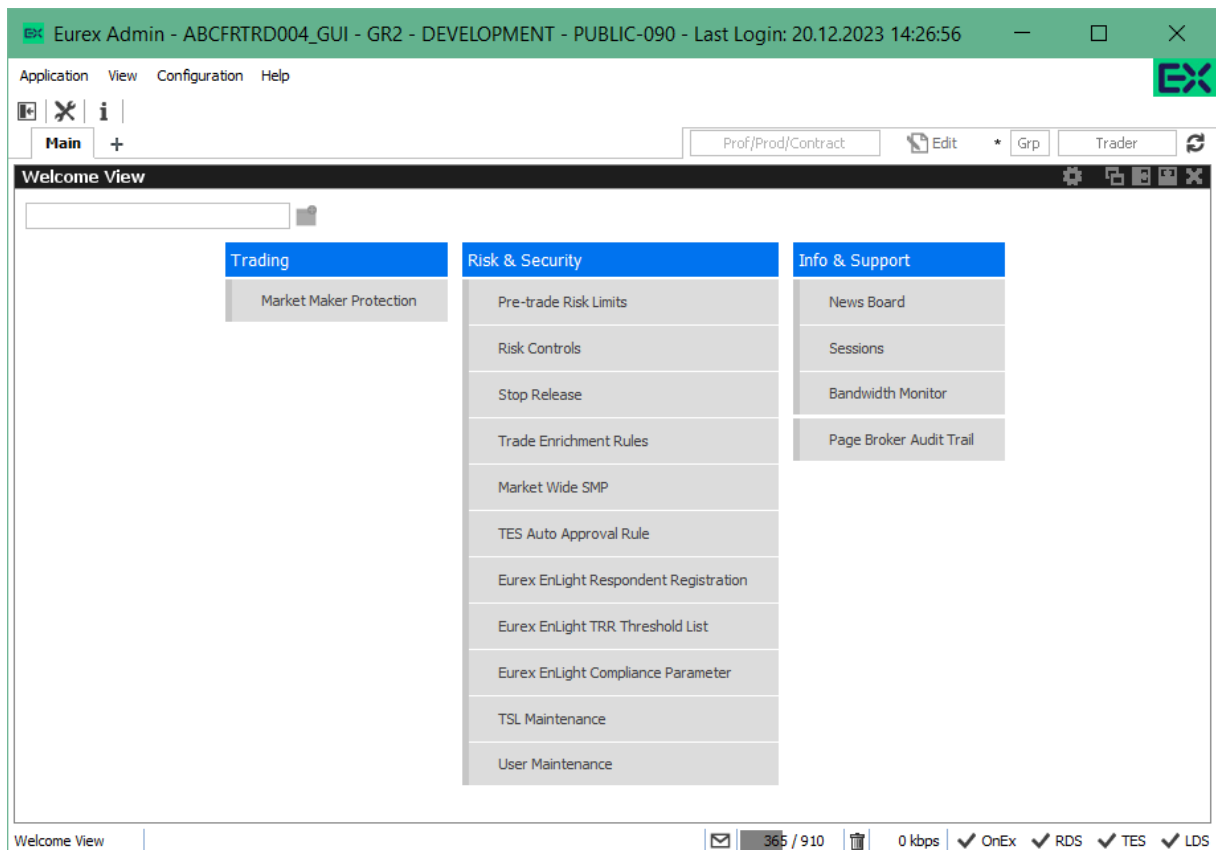 EX Eurex Admin - ABCFRTRD004_GUI - GR2 - DEVELOPMENT - PUBLIC-090 - Last Login: 20.12.2023 14:26:56
Application View Configuration Help
EX
i
Main + Prof/Prod/Contract Edit * Grp Trader
Welcome View
Trading
Market Maker Protection
Risk & Security
Pre-trade Risk Limits
Risk Controls
Stop Release
Trade Enrichment Rules
Market Wide SMP
TES Auto Approval Rule
Eurex EnLight Respondent Registration
Eurex EnLight TRR Threshold List
Eurex EnLight Compliance Parameter
TSL Maintenance
User Maintenance
Info & Support
News Board
Sessions
Bandwidth Monitor
Page Broker Audit Trail
Welcome View 365 / 910 0 kbps OnEx RDS TES LDS